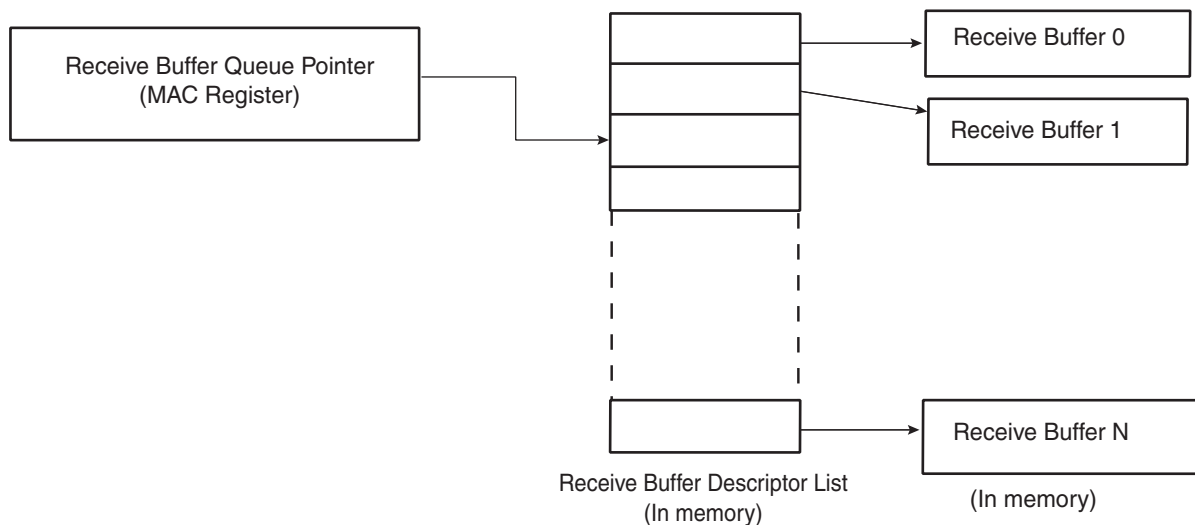 Receive Buffer Queue Pointer
(MAC Register)
Receive Buffer 0
Receive Buffer 1
Receive Buffer N
Receive Buffer Descriptor List
(In memory)
(In memory)